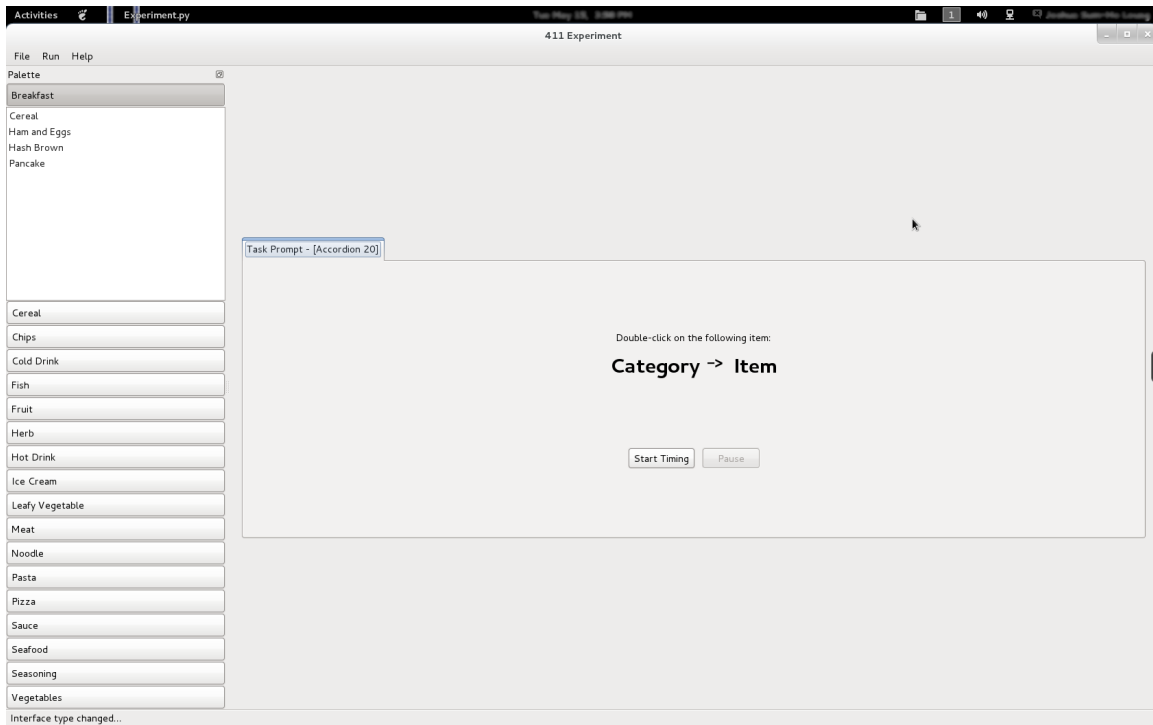 Activities Experiment.py 1
411 Experiment
File Run Help
Palette
Breakfast
Cereal
Ham and Eggs
Hash Brown
Pancake
Task Prompt - [Accordion 20]
Double-click on the following item:
Category -> Item
Start Timing Pause
Cereal
Chips
Cold Drink
Fish
Fruit
Herb
Hot Drink
Ice Cream
Leafy Vegetable
Meat
Noodle
Pasta
Pizza
Sauce
Seafood
Seasoning
Vegetables
Interface type changed...